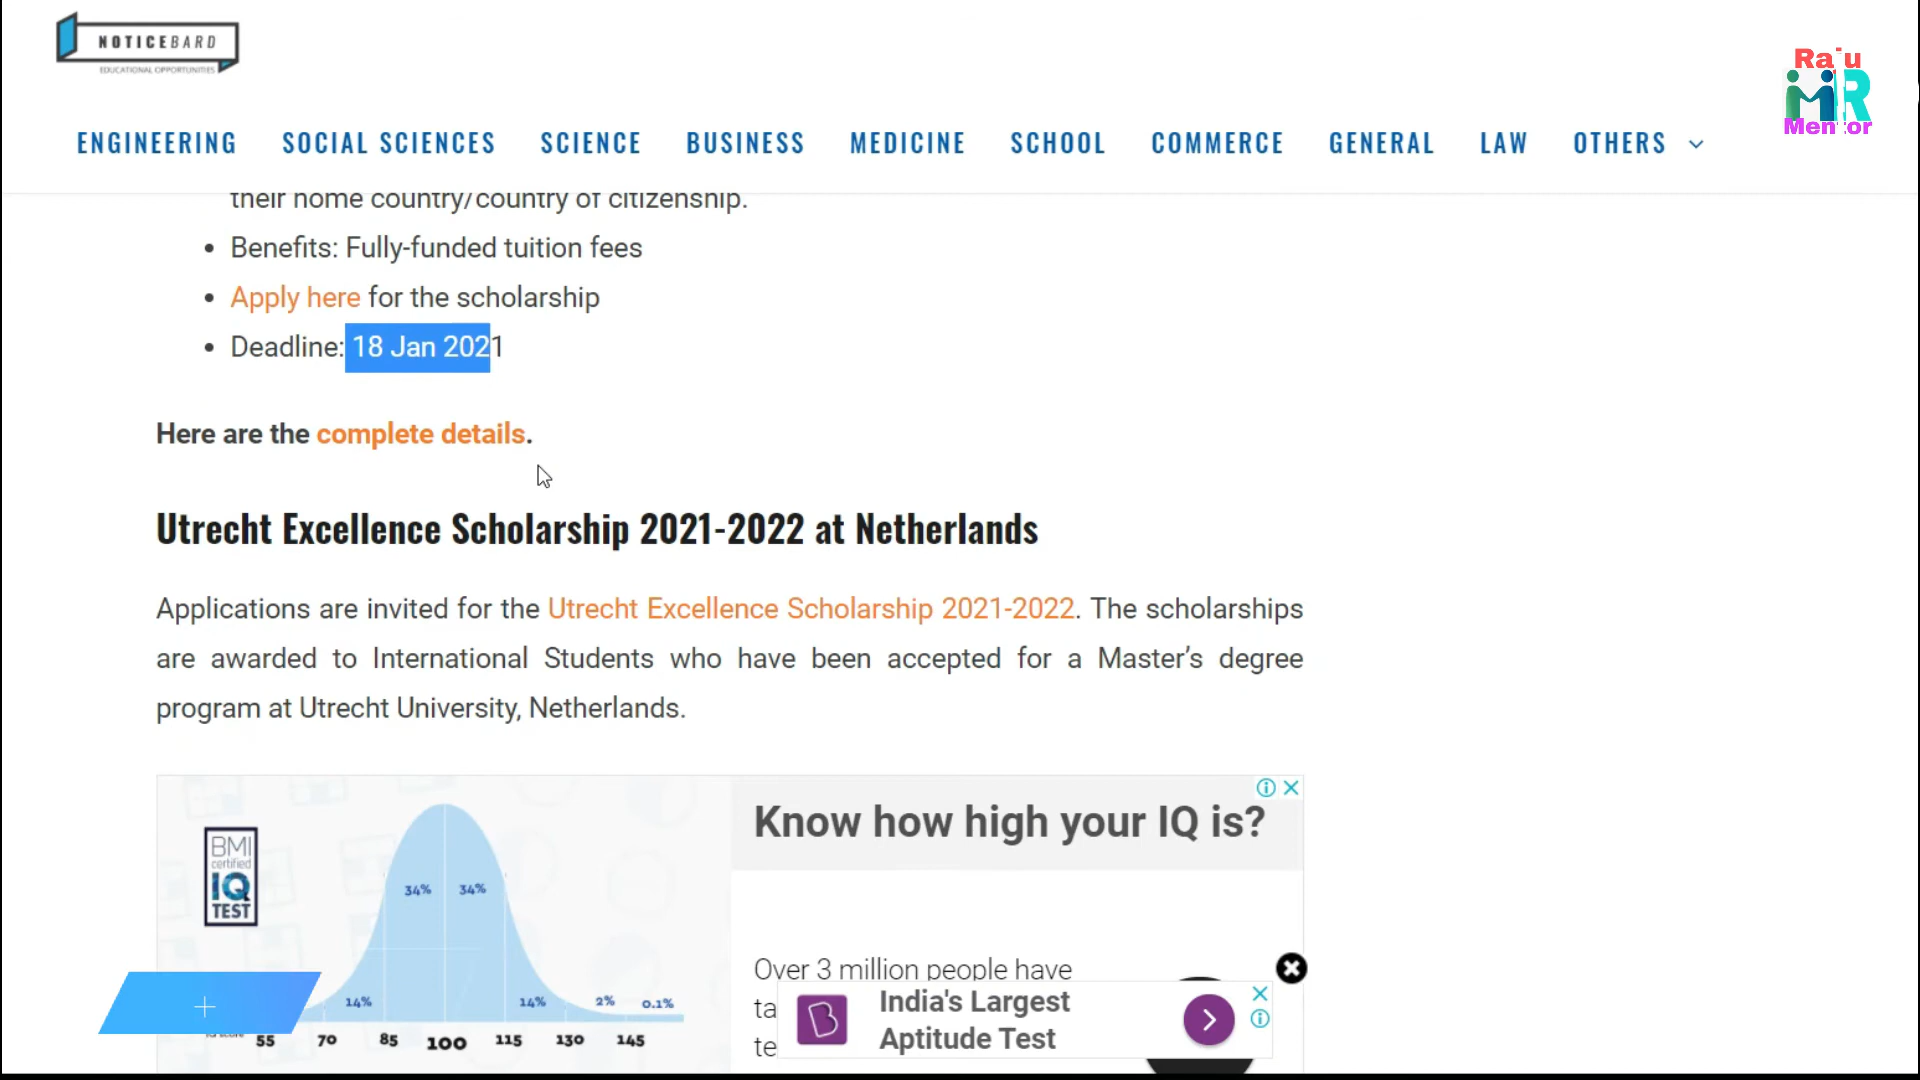 NOTICEBARD
EDUCATIONAL OPPORTUNITIES
Raju
MR
Mentor
ENGINEERING SOCIAL SCIENCES SCIENCE BUSINESS MEDICINE SCHOOL COMMERCE GENERAL LAW OTHERS
their home country/country of citizenship.
• Benefits: Fully-funded tuition fees
• Apply here for the scholarship
• Deadline: 18 Jan 2021
Here are the complete details.
Utrecht Excellence Scholarship 2021-2022 at Netherlands
Applications are invited for the Utrecht Excellence Scholarship 2021-2022. The scholarships
are awarded to International Students who have been accepted for a Master’s degree
program at Utrecht University, Netherlands.
Know how high your IQ is?
BMI
certified
IQ
TEST
34% 34%
14% 14% 2% 0.1%
55 70 85 100 115 130 145
Over 3 million people have
ta
te
India's Largest
Aptitude Test